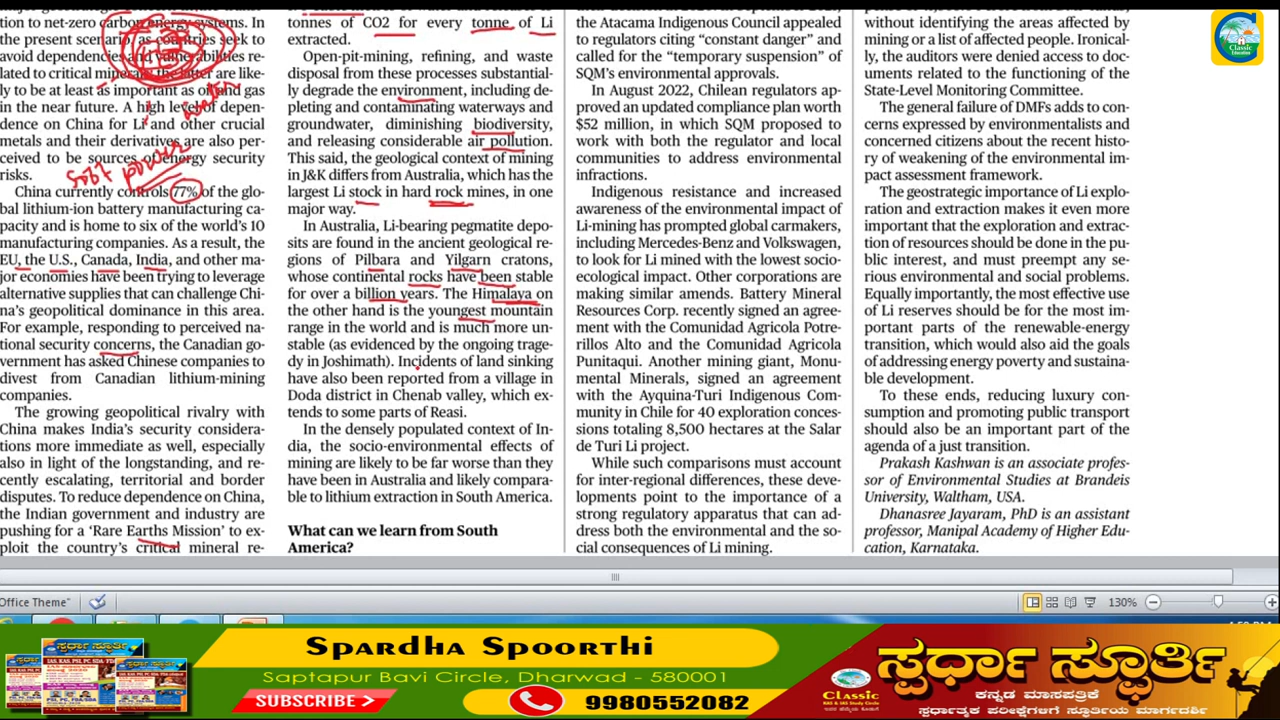 tion to net-zero carbon energy systems. In
the present scenario, as countries seek to
avoid dependencies and vulnerabilities re-
lated to critical minerals, the latter are like-
ly to be at least as important as oil and gas
in the near future. A high level of depen-
dence on China for Li and other crucial
metals and their derivatives are also per-
ceived to be sources of energy security
risks.
China currently controls 77% of the glo-
bal lithium-ion battery manufacturing ca-
pacity and is home to six of the world's 10
manufacturing companies. As a result, the
EU, the U.S., Canada, India, and other ma-
jor economies have been trying to leverage
alternative supplies that can challenge Chi-
na's geopolitical dominance in this area.
For example, responding to perceived na-
tional security concerns, the Canadian go-
vernment has asked Chinese companies to
divest from Canadian lithium-mining
companies.
The growing geopolitical rivalry with
China makes India's security considera-
tions more immediate as well, especially
also in light of the longstanding, and re-
cently escalating, territorial and border
disputes. To reduce dependence on China,
the Indian government and industry are
pushing for a 'Rare Earths Mission' to ex-
ploit the country's critical mineral re-
Soft power
tonnes of CO2 for every tonne of Li
extracted.
Open-pit-mining, refining, and waste
disposal from these processes substantial-
ly degrade the environment, including de-
pleting and contaminating waterways and
groundwater, diminishing biodiversity,
and releasing considerable air pollution.
This said, the geological context of mining
in J&K differs from Australia, which has the
largest Li stock in hard rock mines, in one
major way.
In Australia, Li-bearing pegmatite depo-
sits are found in the ancient geological re-
gions of Pilbara and Yilgarn cratons,
whose continental rocks have been stable
for over a billion years. The Himalaya on
the other hand is the youngest mountain
range in the world and is much more un-
stable (as evidenced by the ongoing trage-
dy in Joshimath). Incidents of land sinking
have also been reported from a village in
Doda district in Chenab valley, which ex-
tends to some parts of Reasi.
In the densely populated context of In-
dia, the socio-environmental effects of
mining are likely to be far worse than they
have been in Australia and likely compara-
ble to lithium extraction in South America.
What can we learn from South
America?
the Atacama Indigenous Council appealed
to regulators citing "constant danger" and
called for the "temporary suspension" of
SQM's environmental approvals.
In August 2022, Chilean regulators ap-
proved an updated compliance plan worth
$52 million, in which SQM proposed to
work with both the regulator and local
communities to address environmental
infractions.
Indigenous resistance and increased
awareness of the environmental impact of
Li-mining has prompted global carmakers,
including Mercedes-Benz and Volkswagen,
to look for Li mined with the lowest socio-
ecological impact. Other corporations are
making similar amends. Battery Mineral
Resources Corp. recently signed an agree-
ment with the Comunidad Agricola Potre-
rillos Alto and the Comunidad Agricola
Punitaqui. Another mining giant, Monu-
mental Minerals, signed an agreement
with the Ayquina-Turi Indigenous Com-
munity in Chile for 40 exploration conces-
sions totaling 8,500 hectares at the Salar
de Turi Li project.
While such comparisons must account
for inter-regional differences, these de-
velopments point to the importance of a
strong regulatory apparatus that can ad-
dress both the environmental and the so-
cial consequences of Li mining.
without identifying the areas affected by
mining or a list of affected people. Ironical-
ly, the auditors were denied access to doc-
uments related to the functioning of the
State-Level Monitoring Committee.
The general failure of DMFs adds to con-
cerns expressed by environmentalists and
concerned citizens about the recent histo-
ry of weakening of the environmental im-
pact assessment framework.
The geostrategic importance of Li explo-
ration and extraction makes it even more
important that the exploration and extrac-
tion of resources should be done in the pu-
blic interest, and must preempt any se-
rious environmental and social problems.
Equally importantly, the most effective use
of Li reserves should be for the most im-
portant parts of the renewable-energy
transition, which would also aid the goals
of addressing energy poverty and sustaina-
ble development.
To these ends, reducing luxury con-
sumption and promoting public transport
should also be an important part of the
agenda of a just transition.
Prakash Kashwan is an associate profes-
sor of Environmental Studies at Brandeis
University, Waltham, USA.
Dhanasree Jayaram, PhD is an assistant
professor, Manipal Academy of Higher Edu-
cation, Karnataka.
Classic
Education
Office Theme"
130%
Spardha Spoorthi
Saptapur Bavi Circle, Dharwad – 580001
SUBSCRIBE
9980552082
Classic
ಸ್ಪರ್ಧಾ ಸ್ಫೂರ್ತಿ
ಕನ್ನಡ ಮಾಸಪತ್ರಿಕೆ
ಸ್ಪರ್ಧಾತ್ಮಕ ಪರೀಕ್ಷೆಗಳಿಗೆ ಸ್ಫೂರ್ತಿಯ ಮಾರ್ಗದರ್ಶಿ